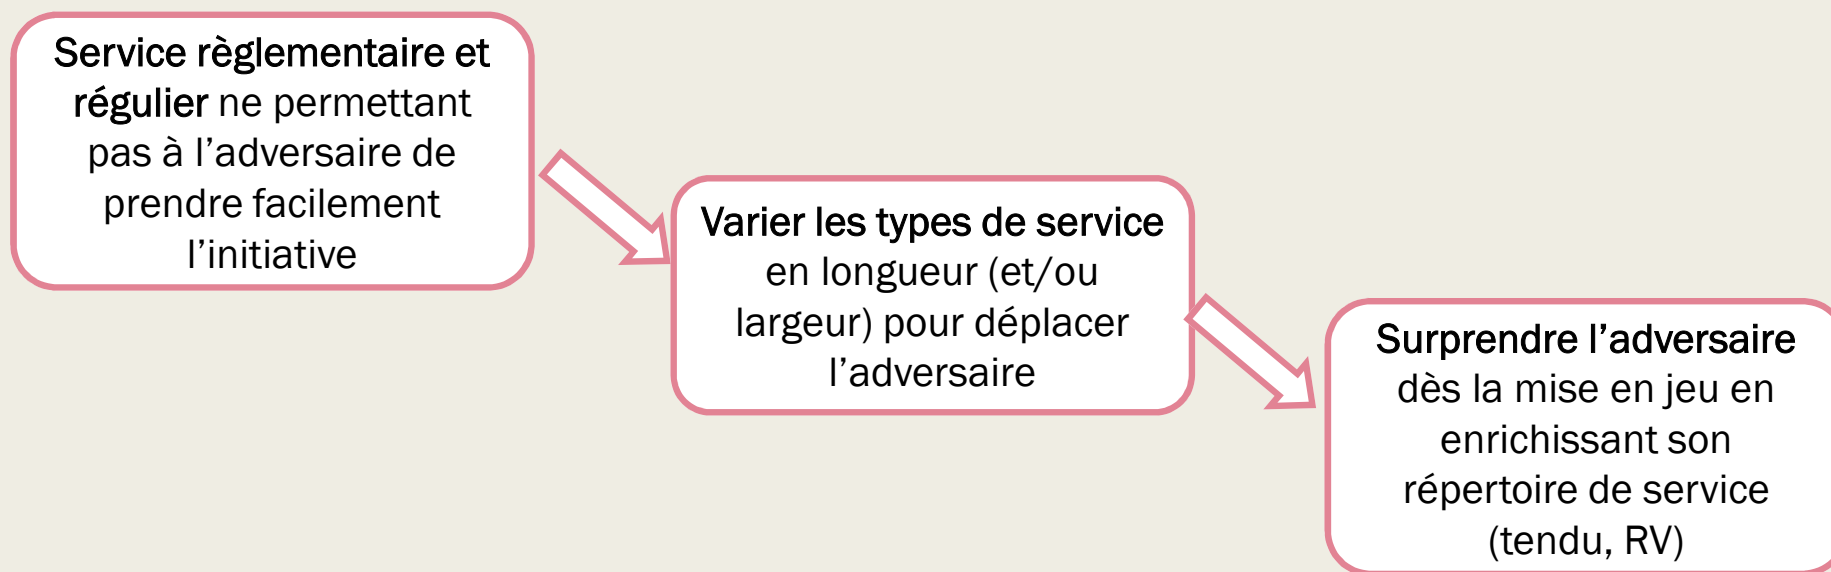 Service règlementaire et
régulier ne permettant
pas à l’adversaire de
prendre facilement
l’initiative
Varier les types de service
en longueur (et/ou
largeur) pour déplacer
l’adversaire
Surprendre l’adversaire
dès la mise en jeu en
enrichissant son
répertoire de service
(tendu, RV)